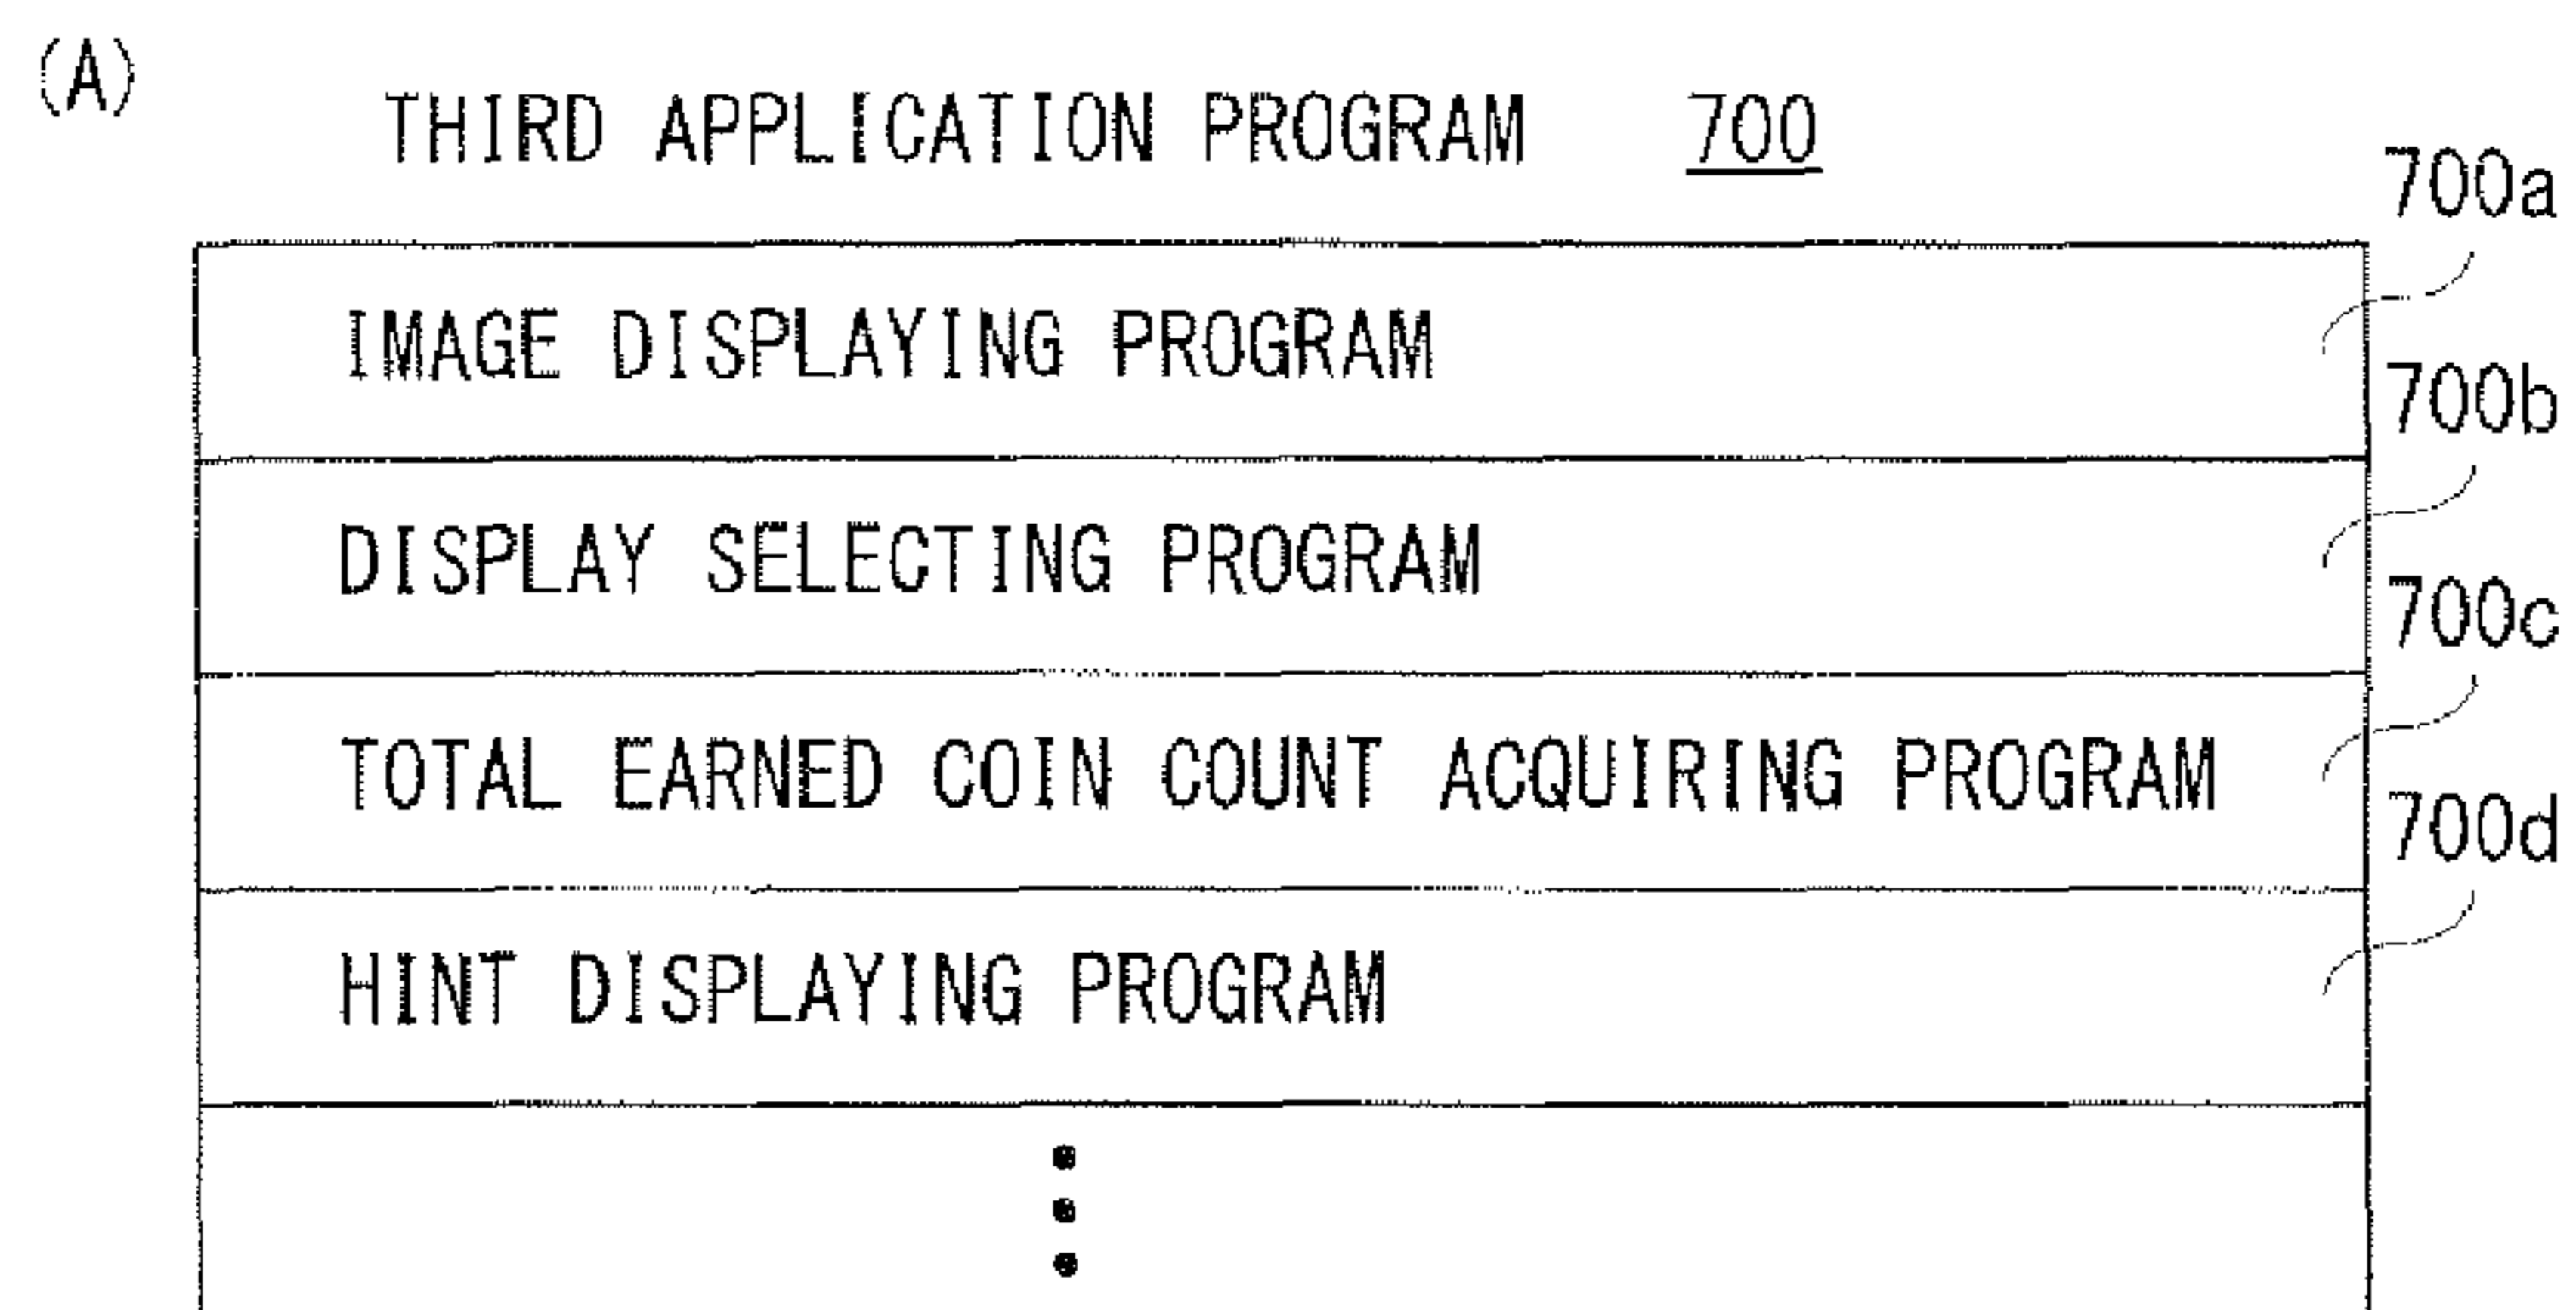 (A)
THIRD APPLICATION PROGRAM 700
700a
IMAGE DISPLAYING PROGRAM
700b
DISPLAY SELECTING PROGRAM
700c
TOTAL EARNED COIN COUNT ACQUIRING PROGRAM
700d
HINT DISPLAYING PROGRAM